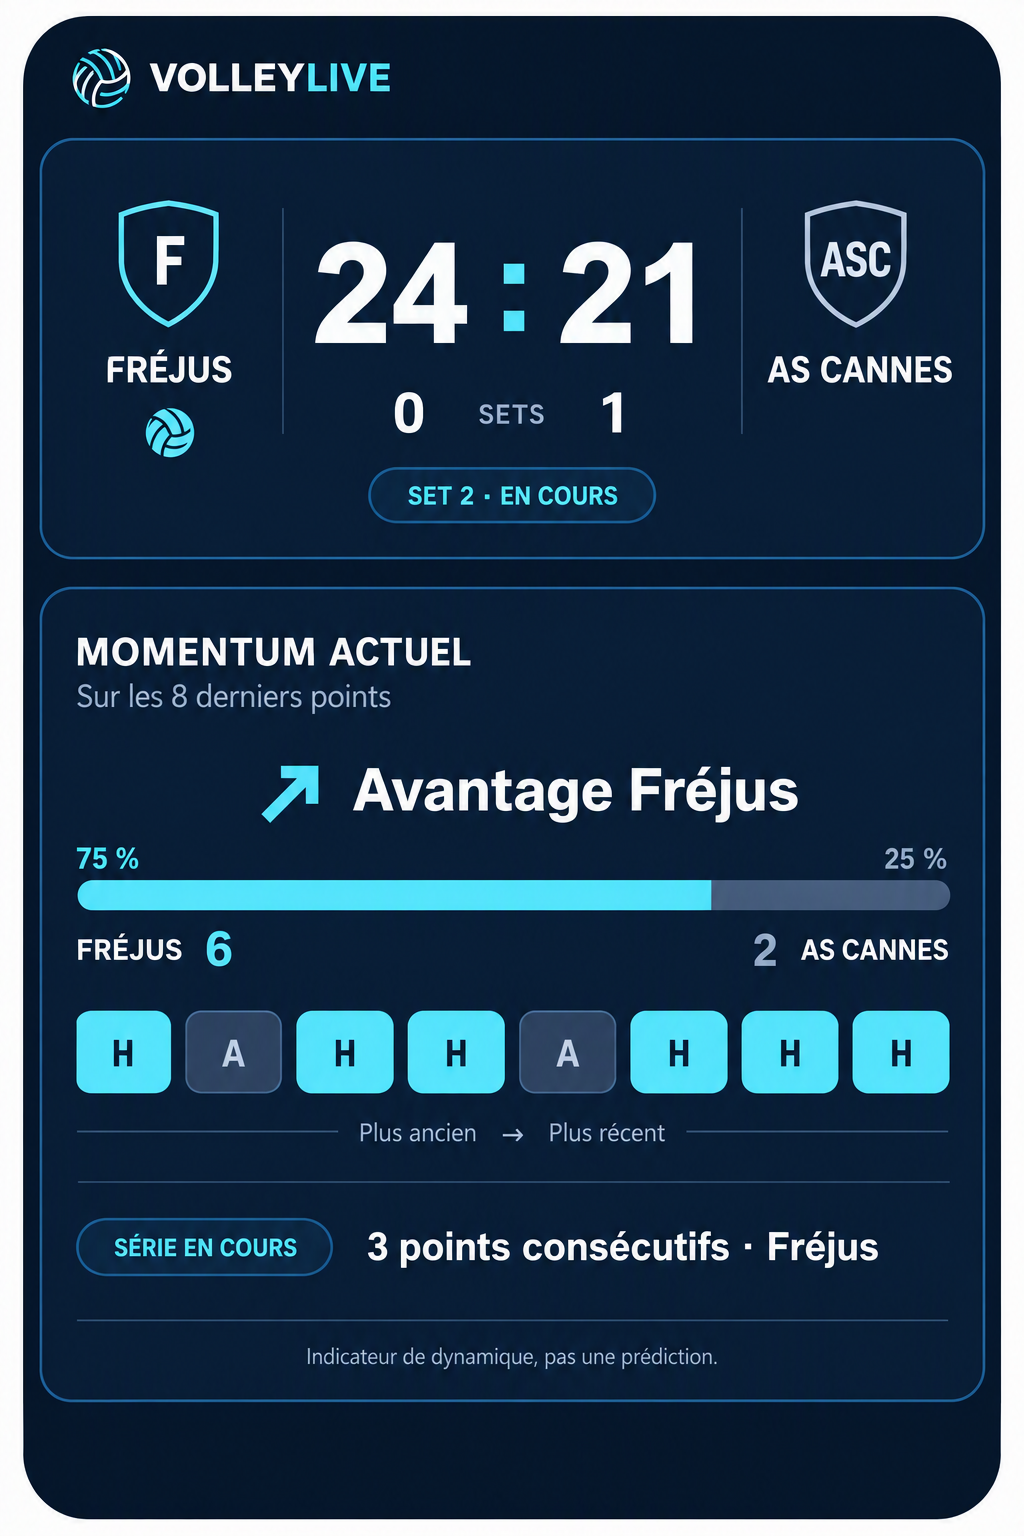 VOLLEYLIVE
F
24 : 21
ASC
FRÉJUS
AS CANNES
0 SETS 1
SET 2 · EN COURS
MOMENTUM ACTUEL
Sur les 8 derniers points
↗ Avantage Fréjus
75 % 25 %
FRÉJUS 6 2 AS CANNES
H A H H A H H H
Plus ancien → Plus récent
SÉRIE EN COURS 3 points consécutifs · Fréjus
Indicateur de dynamique, pas une prédiction.